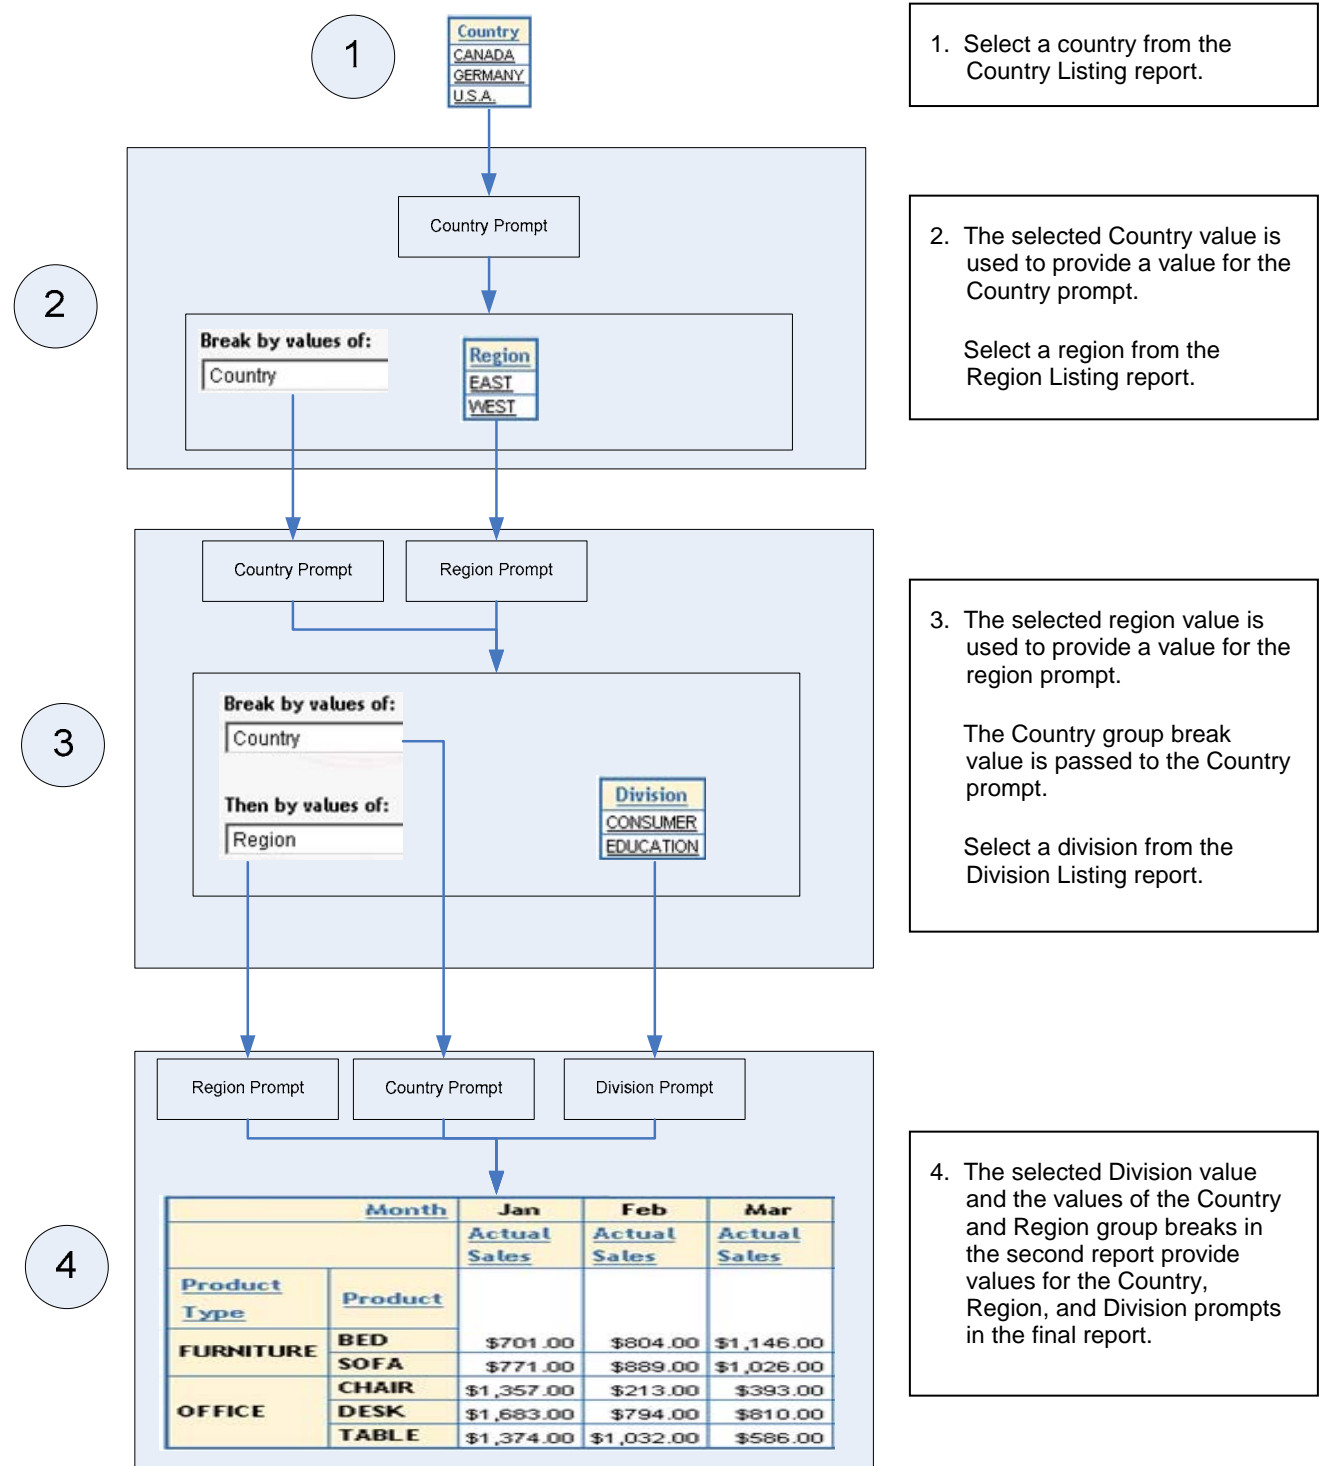 1
Country
CANADA
GERMANY
U.S.A.
1. Select a country from the
Country Listing report.
Country Prompt
2
Break by values of:
Country
Region
EAST
WEST
2. The selected Country value is
used to provide a value for the
Country prompt.
Select a region from the
Region Listing report.
Country Prompt
Region Prompt
3
Break by values of:
Country
Then by values of:
Region
Division
CONSUMER
EDUCATION
3. The selected region value is
used to provide a value for the
region prompt.
The Country group break
value is passed to the Country
prompt.
Select a division from the
Division Listing report.
Region Prompt
Country Prompt
Division Prompt
4
Month Jan Feb Mar
Actual Actual Actual
Sales Sales Sales
Product
Type
Product
FURNITURE
BED $701.00 $804.00 $1,146.00
SOFA $771.00 $889.00 $1,026.00
OFFICE
CHAIR $1,357.00 $213.00 $393.00
DESK $1,683.00 $794.00 $810.00
TABLE $1,374.00 $1,032.00 $586.00
4. The selected Division value
and the values of the Country
and Region group breaks in
the second report provide
values for the Country,
Region, and Division prompts
in the final report.